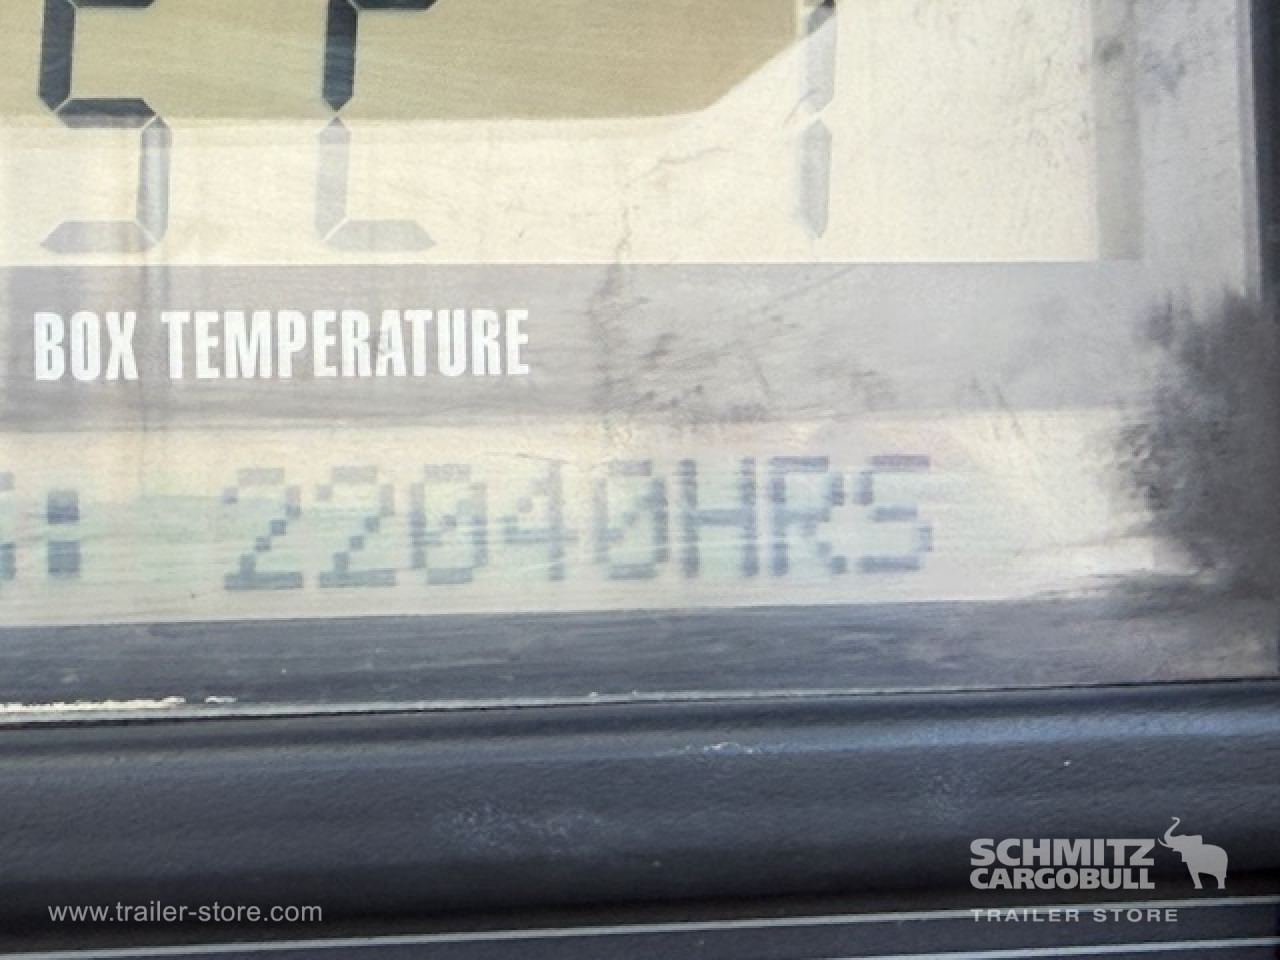 BOX TEMPERATURE
: 22040HRS
SCHMITZ
CARGOBULL
TRAILER STORE
www.trailer-store.com